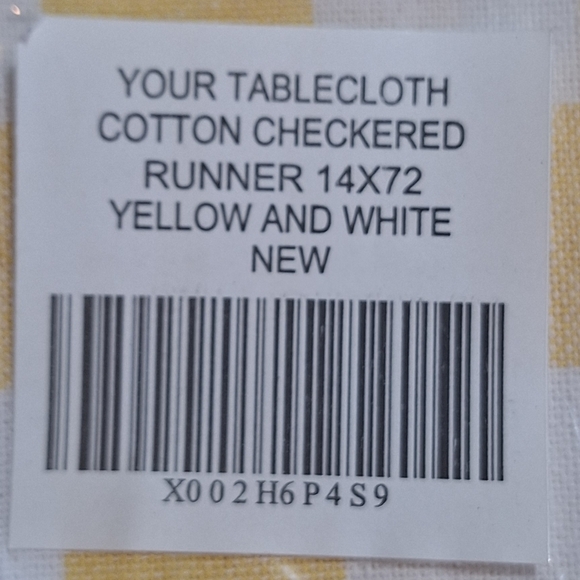 YOUR TABLECLOTH
COTTON CHECKERED
RUNNER 14X72
YELLOW AND WHITE
NEW
X002H6P4S9